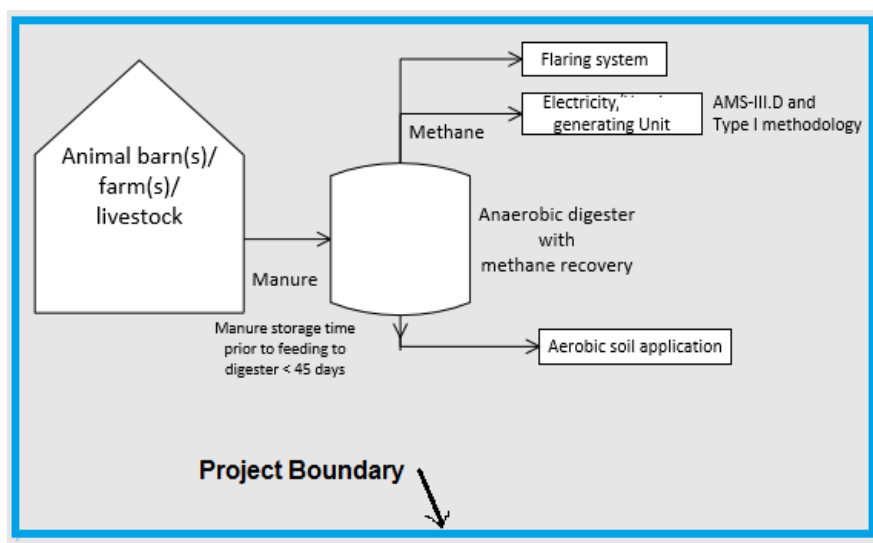 Flaring system
Electricity/
generating Unit
AMS-III.D and
Type I methodology
Methane
Animal barn(s)/
farm(s)/
livestock
Anaerobic digester
with
methane recovery
Manure
Manure storage time
prior to feeding to
digester < 45 days
Aerobic soil application
Project Boundary